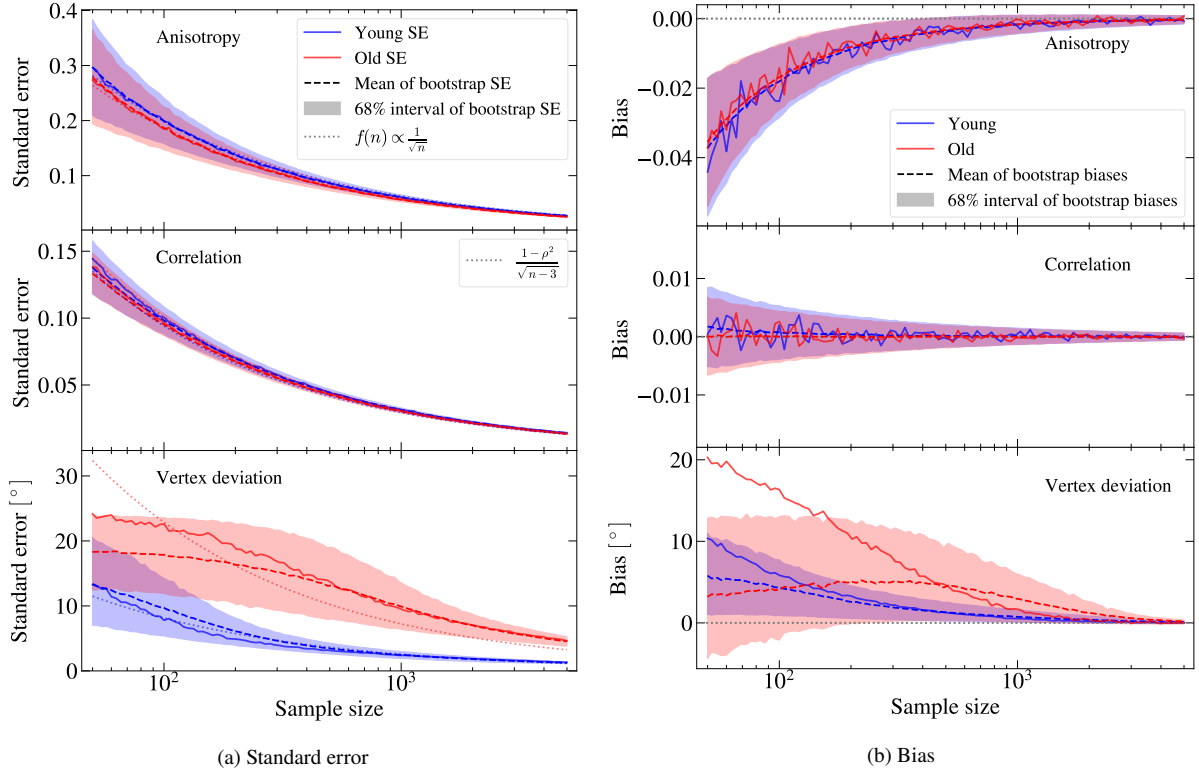 0.4
0.3
0.2
0.1
Standard error
Anisotropy
Young SE
Old SE
Mean of bootstrap SE
68% interval of bootstrap SE
f(n) ∝ 1/√n
0.15
0.10
0.05
Standard error
Correlation
1−ρ²/√n−3
30
20
10
0
Standard error [°]
Vertex deviation
10² 10³
Sample size
(a) Standard error
0.00
−0.02
−0.04
Bias
Anisotropy
Young
Old
Mean of bootstrap biases
68% interval of bootstrap biases
0.01
0.00
−0.01
Bias
Correlation
20
10
0
Bias [°]
Vertex deviation
10² 10³
Sample size
(b) Bias